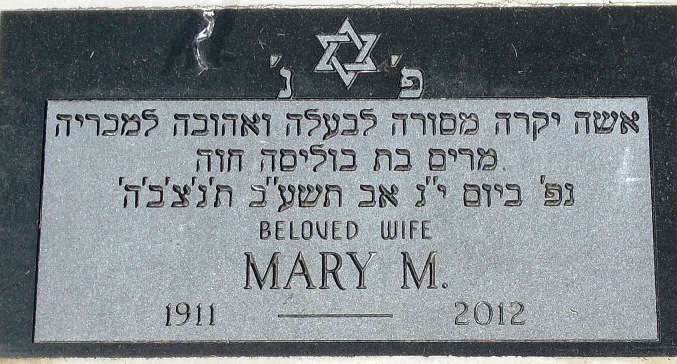 פ' נ'
אשה יקרה מסורה לבעלה ואהובה למכריה
מרים בת בוליסה חוה
נפ' ביום י"ג אב תשע"ב ת'נ'צ'ב'ה'
BELOVED WIFE
MARY M.
1911 — 2012